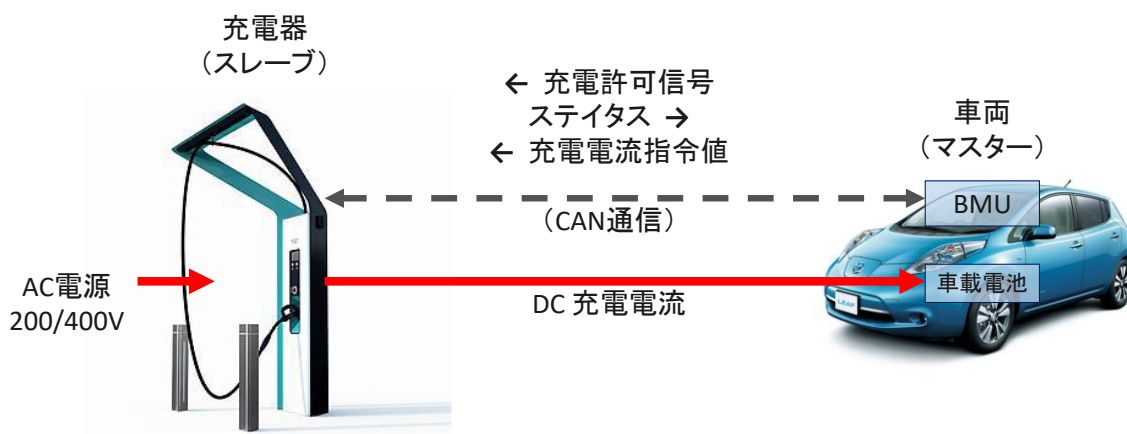 充電器
（スレーブ）
← 充電許可信号
ステイタス →
← 充電電流指令値
車両
（マスター）
BMU
（CAN通信）
AC電源
200/400V
DC 充電電流
車載電池
LEAF